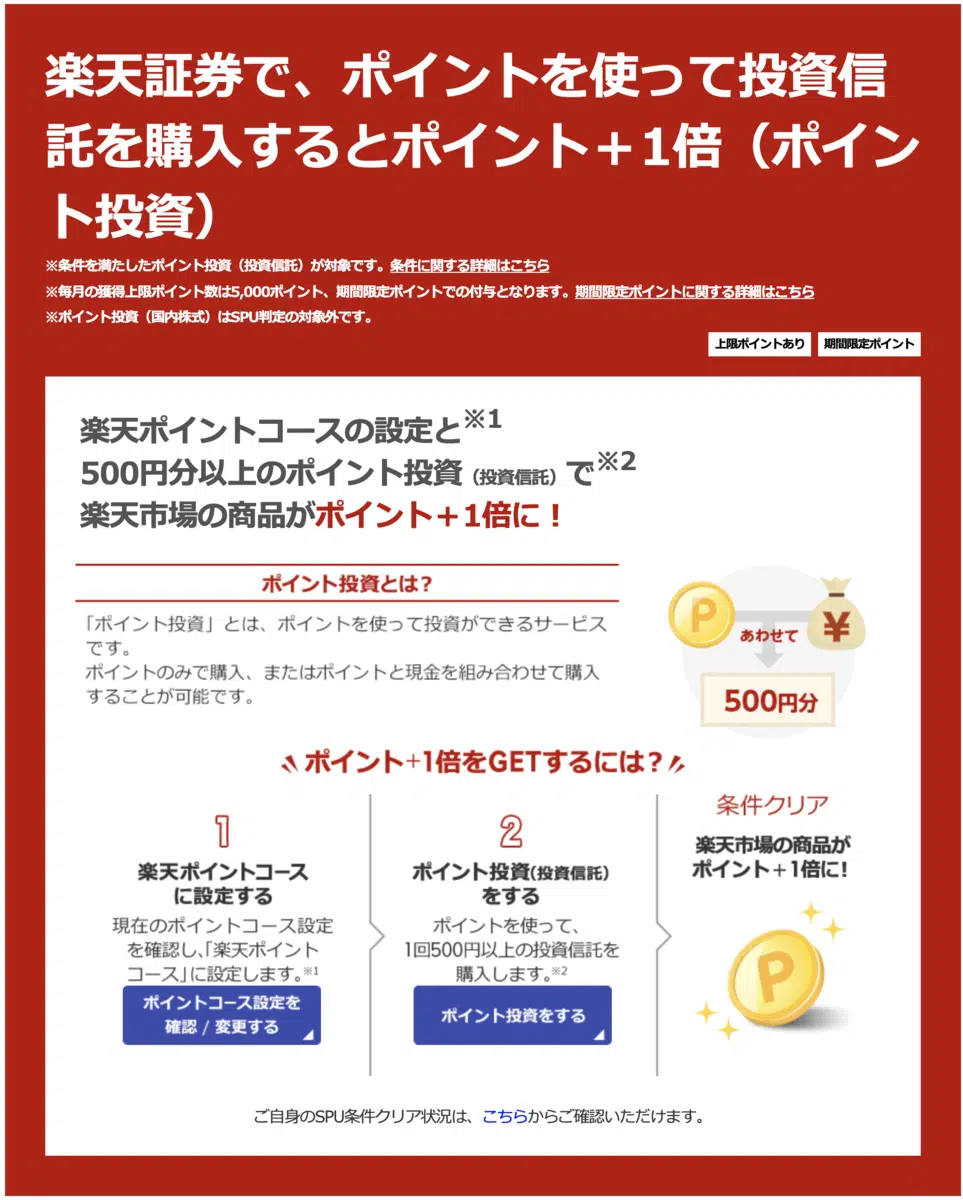 楽天証券で、ポイントを使って投資信
託を購入するとポイント＋1倍（ポイン
ト投資）
※条件を満たしたポイント投資（投資信託）が対象です。条件に関する詳細はこちら
※毎月の獲得上限ポイント数は5,000ポイント、期間限定ポイントでの付与となります。期間限定ポイントに関する詳細はこちら
※ポイント投資（国内株式）はSPU判定の対象外です。
上限ポイントあり 期間限定ポイント
楽天ポイントコースの設定と※1
500円分以上のポイント投資（投資信託）で※2
楽天市場の商品がポイント＋1倍に！
ポイント投資とは？
「ポイント投資」とは、ポイントを使って投資ができるサービス
です。
ポイントのみで購入、またはポイントと現金を組み合わせて購入
することが可能です。
P
¥
あわせて
500円分
ポイント+1倍をGETするには？
1
楽天ポイントコース
に設定する
現在のポイントコース設定
を確認し、「楽天ポイント
コース」に設定します。※1
ポイントコース設定を
確認 / 変更する
2
ポイント投資(投資信託)
をする
ポイントを使って、
1回500円以上の投資信託を
購入します。※2
ポイント投資をする
条件クリア
楽天市場の商品が
ポイント＋1倍に!
P
ご自身のSPU条件クリア状況は、こちらからご確認いただけます。